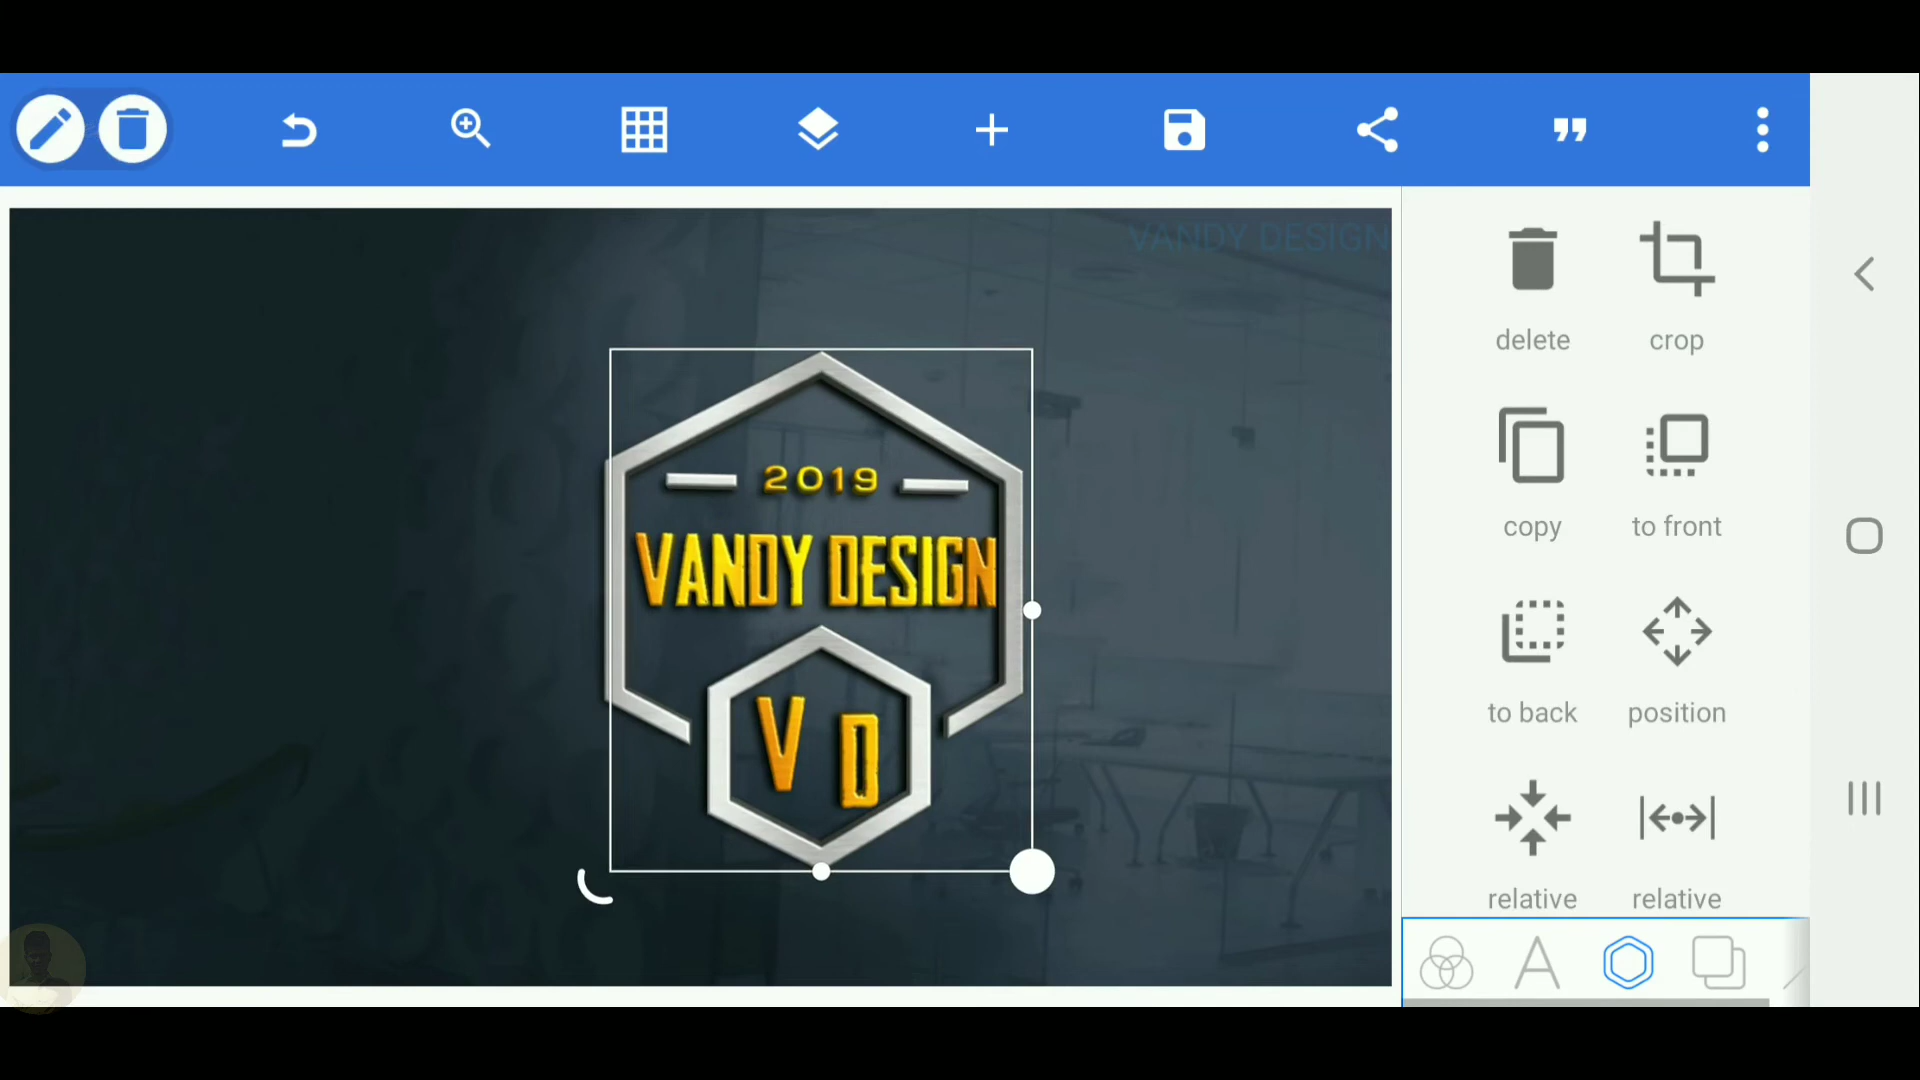 VANDY DESIGN
2019
VANDY DESIGN
V D
delete
crop
copy
to front
to back
position
relative
relative